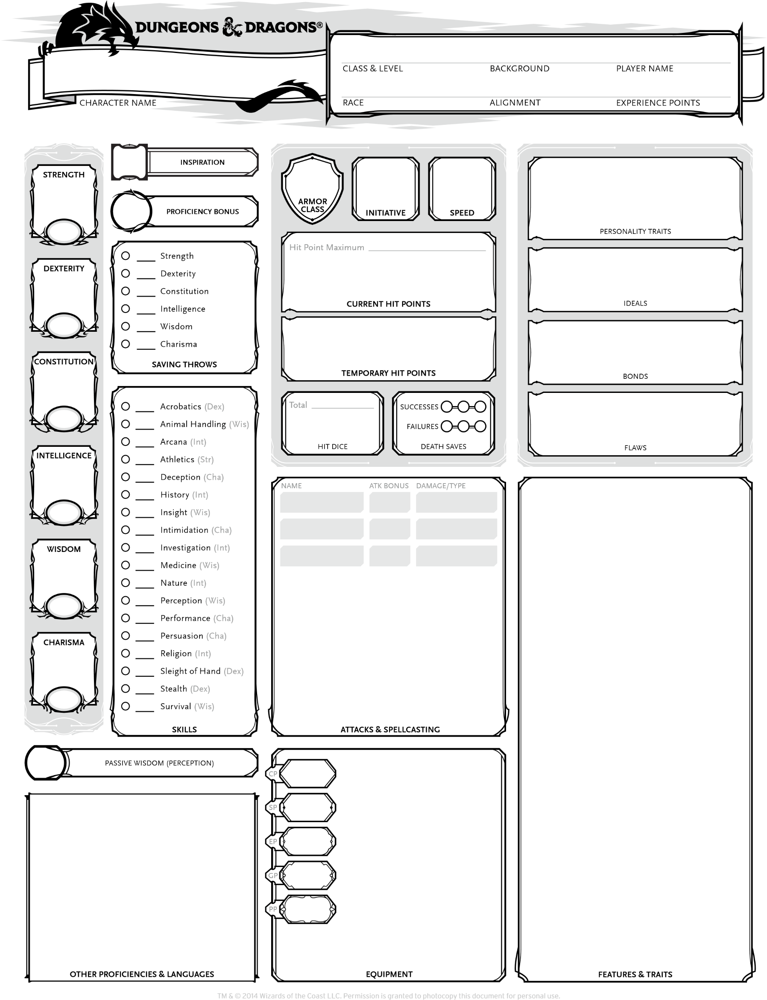 DUNGEONS & DRAGONS®
CHARACTER NAME
CLASS & LEVEL BACKGROUND PLAYER NAME
RACE ALIGNMENT EXPERIENCE POINTS
STRENGTH
DEXTERITY
CONSTITUTION
INTELLIGENCE
WISDOM
CHARISMA
INSPIRATION
PROFICIENCY BONUS
Strength
Dexterity
Constitution
Intelligence
Wisdom
Charisma
SAVING THROWS
Acrobatics (Dex)
Animal Handling (Wis)
Arcana (Int)
Athletics (Str)
Deception (Cha)
History (Int)
Insight (Wis)
Intimidation (Cha)
Investigation (Int)
Medicine (Wis)
Nature (Int)
Perception (Wis)
Performance (Cha)
Persuasion (Cha)
Religion (Int)
Sleight of Hand (Dex)
Stealth (Dex)
Survival (Wis)
SKILLS
PASSIVE WISDOM (PERCEPTION)
OTHER PROFICIENCIES & LANGUAGES
ARMOR
CLASS
INITIATIVE
SPEED
Hit Point Maximum
CURRENT HIT POINTS
TEMPORARY HIT POINTS
Total
HIT DICE
SUCCESSES
FAILURES
DEATH SAVES
NAME ATK BONUS DAMAGE/TYPE
ATTACKS & SPELLCASTING
CP
SP
EP
GP
PP
EQUIPMENT
PERSONALITY TRAITS
IDEALS
BONDS
FLAWS
FEATURES & TRAITS
TM & © 2014 Wizards of the Coast LLC. Permission is granted to photocopy this document for personal use.